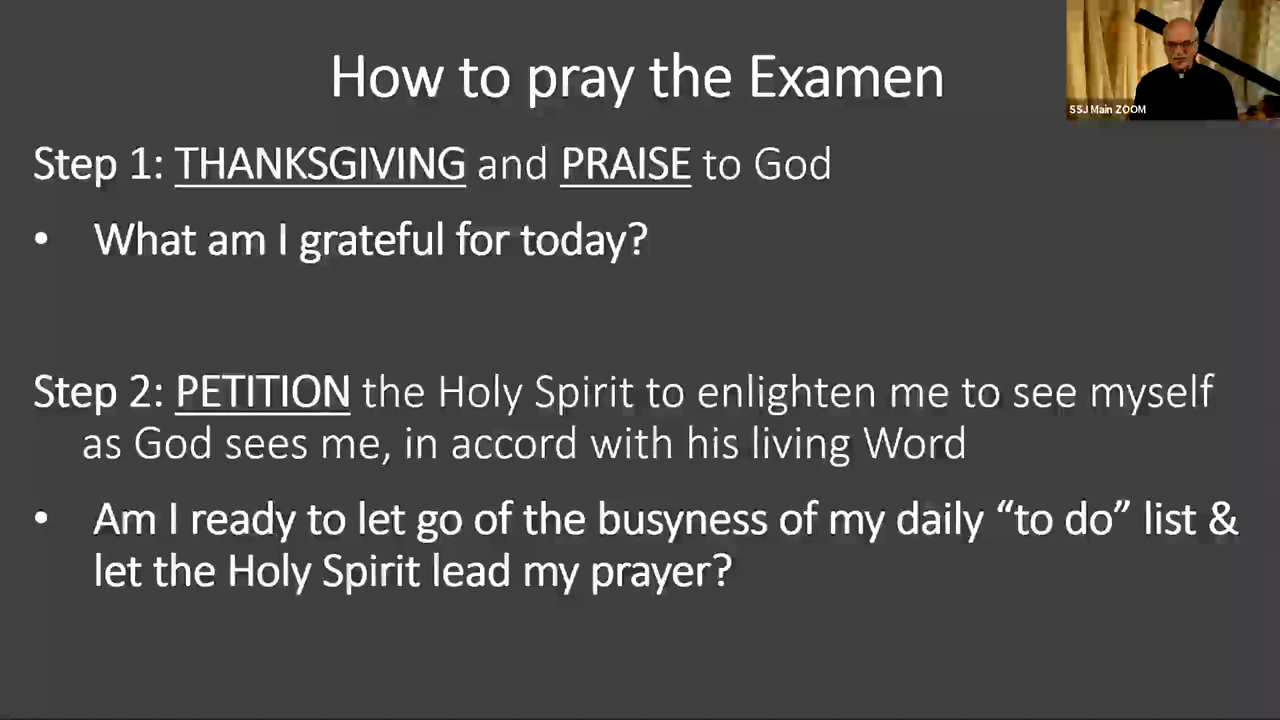 How to pray the Examen
SSJ Main ZOOM
Step 1: THANKSGIVING and PRAISE to God
• What am I grateful for today?
Step 2: PETITION the Holy Spirit to enlighten me to see myself
as God sees me, in accord with his living Word
• Am I ready to let go of the busyness of my daily “to do” list &
let the Holy Spirit lead my prayer?